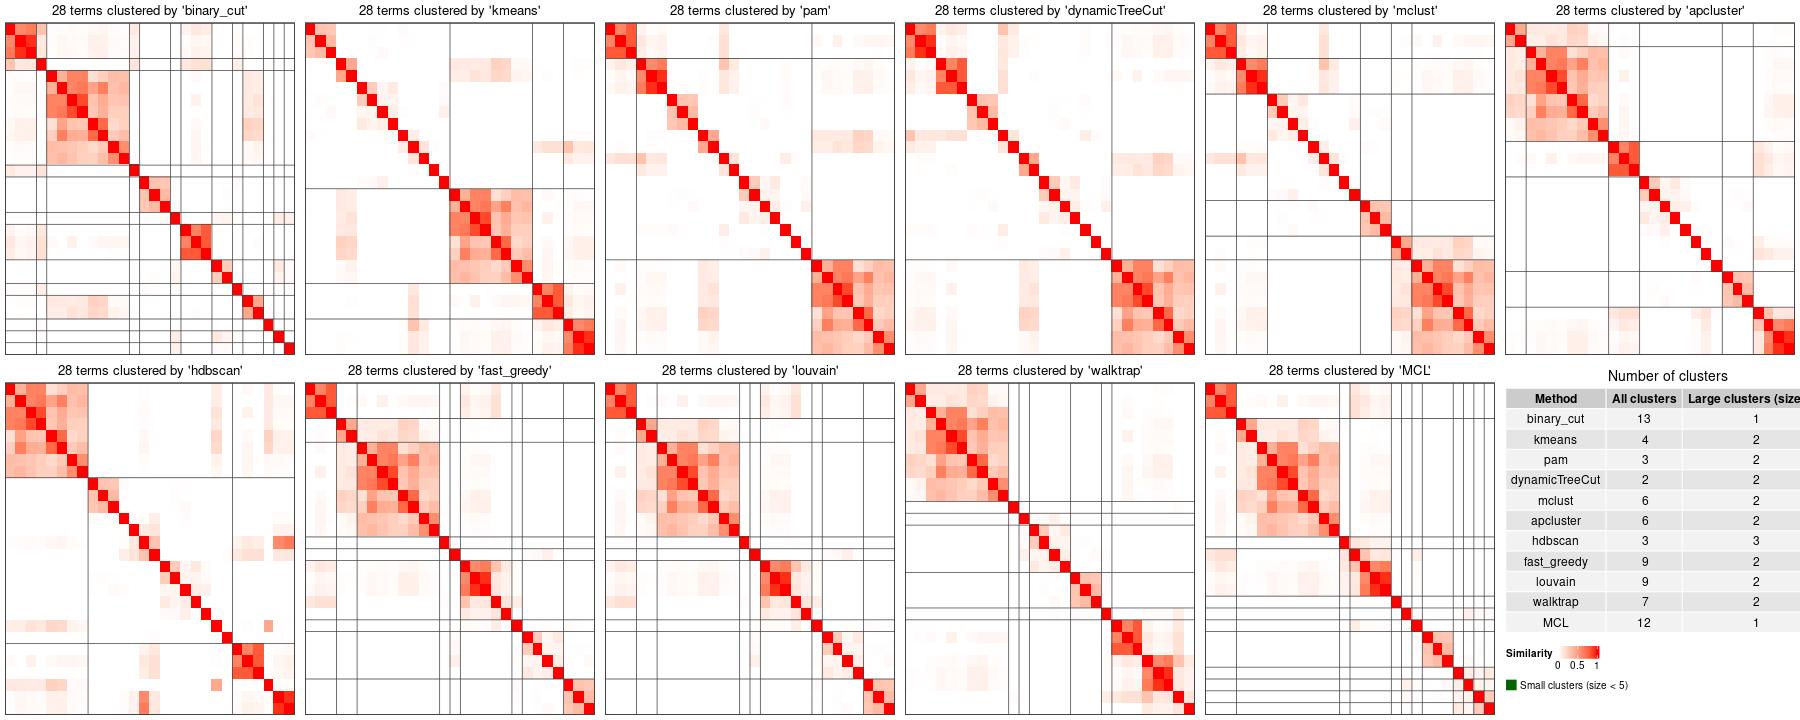 28 terms clustered by 'binary_cut'
28 terms clustered by 'kmeans'
28 terms clustered by 'pam'
28 terms clustered by 'dynamicTreeCut'
28 terms clustered by 'mclust'
28 terms clustered by 'apcluster'
28 terms clustered by 'hdbscan'
28 terms clustered by 'fast_greedy'
28 terms clustered by 'louvain'
28 terms clustered by 'walktrap'
28 terms clustered by 'MCL'
Number of clusters
Method All clusters Large clusters (size
binary_cut 13 1
kmeans 4 2
pam 3 2
dynamicTreeCut 2 2
mclust 6 2
apcluster 6 2
hdbscan 3 3
fast_greedy 9 2
louvain 9 2
walktrap 7 2
MCL 12 1
Similarity
0 0.5 1
Small clusters (size < 5)